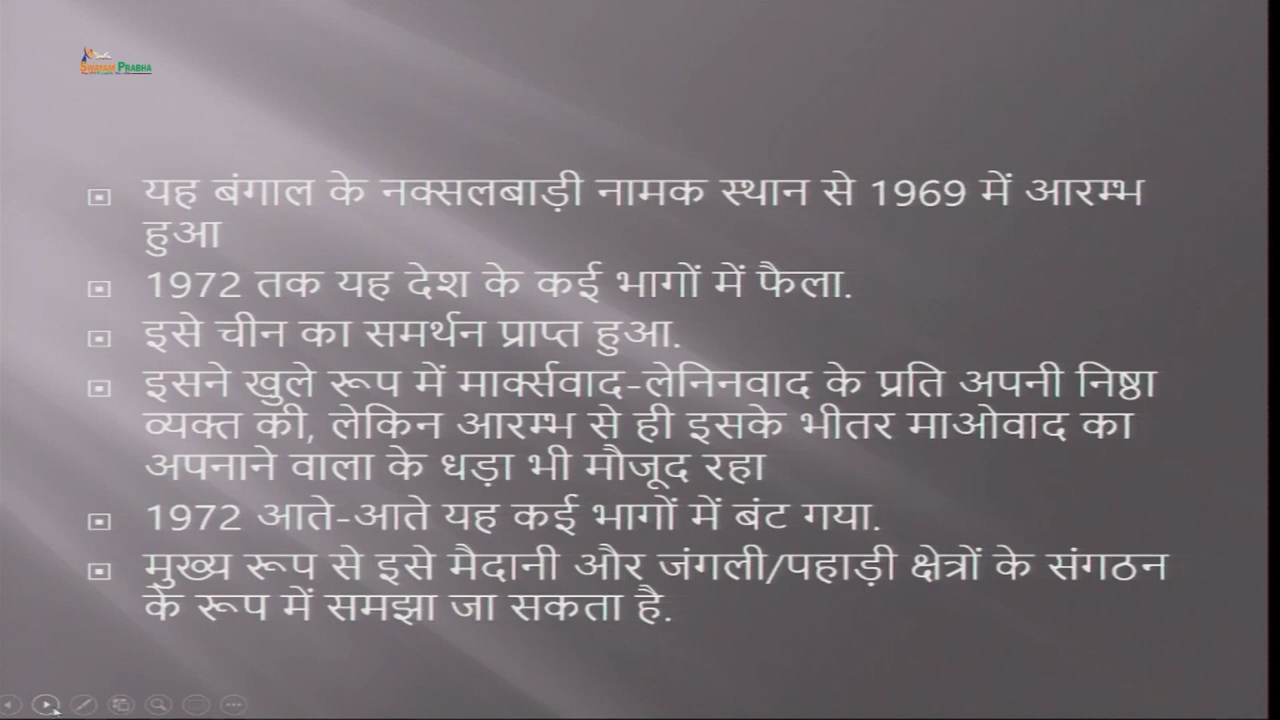 SWAYAM PRABHA
यह बंगाल के नक्सलबाड़ी नामक स्थान से 1969 में आरम्भ
हुआ
1972 तक यह देश के कई भागों में फैला.
इसे चीन का समर्थन प्राप्त हुआ.
इसने खुले रूप में मार्क्सवाद-लेनिनवाद के प्रति अपनी निष्ठा
व्यक्त की, लेकिन आरम्भ से ही इसके भीतर माओवाद का
अपनाने वाला के धड़ा भी मौजूद रहा
1972 आते-आते यह कई भागों में बंट गया.
मुख्य रूप से इसे मैदानी और जंगली/पहाड़ी क्षेत्रों के संगठन
के रूप में समझा जा सकता है.